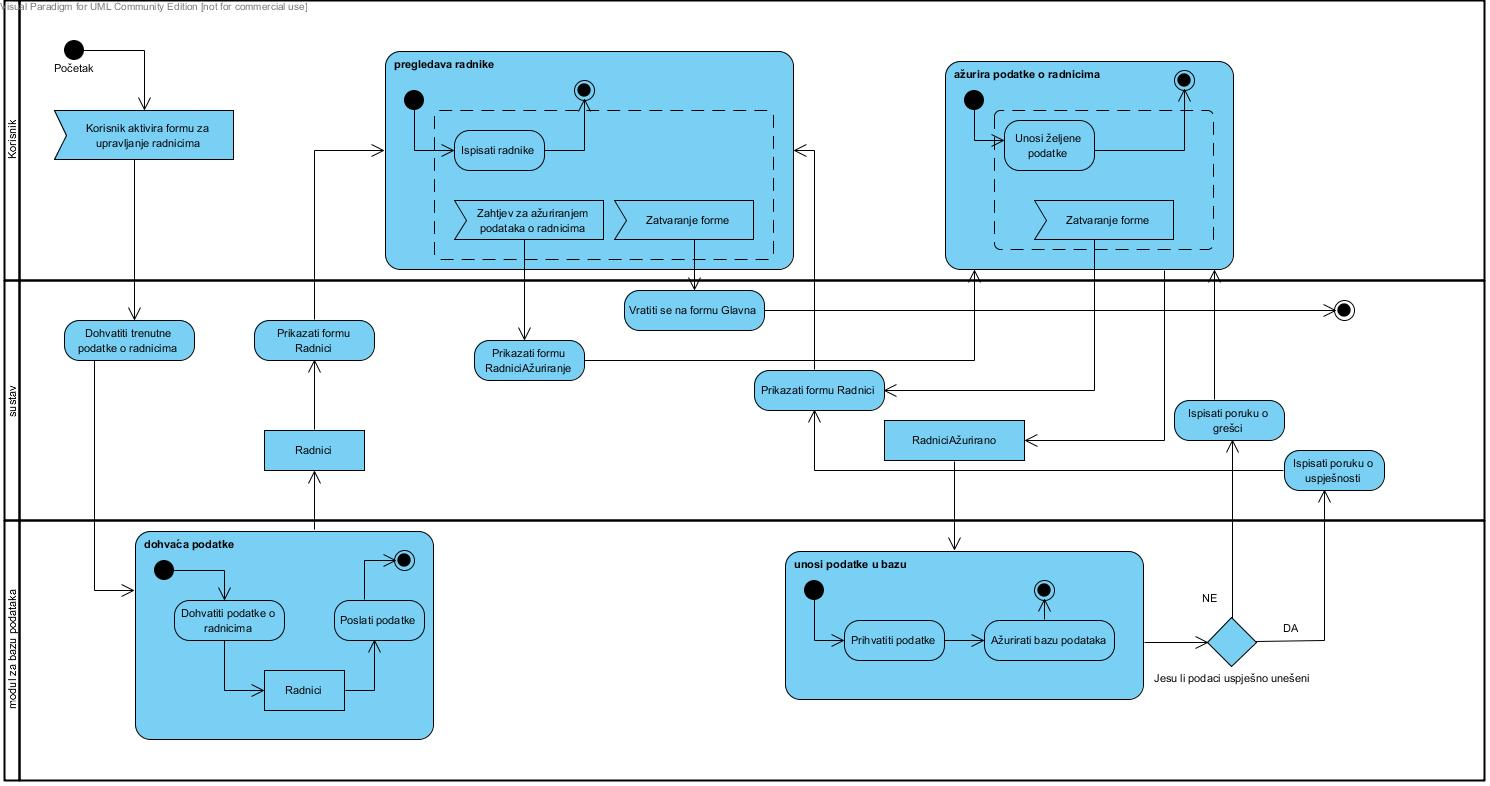 Visual Paradigm for UML Community Edition [not for commercial use]
Korisnik
Početak
Korisnik aktivira formu za
upravljanje radnicima
pregledava radnike
Ispisati radnike
Zahtjev za ažuriranjem
podataka o radnicima
Zatvaranje forme
ažurira podatke o radnicima
Unosi željene
podatke
Zatvaranje forme
sustav
Dohvatiti trenutne
podatke o radnicima
Prikazati formu
Radnici
Radnici
Vratiti se na formu Glavna
Prikazati formu
RadniciAžuriranje
Prikazati formu Radnici
RadniciAžurirano
Ispisati poruku o
grešci
Ispisati poruku o
uspješnosti
modul za bazu podataka
dohvaća podatke
Dohvatiti podatke o
radnicima
Poslati podatke
Radnici
unosi podatke u bazu
Prihvatiti podatke
Ažurirati bazu podataka
NE
DA
Jesu li podaci uspješno unešeni